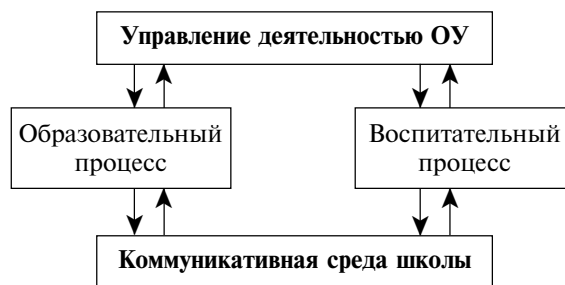 Управление деятельностью ОУ
Образовательный
процесс
Воспитательный
процесс
Коммуникативная среда школы